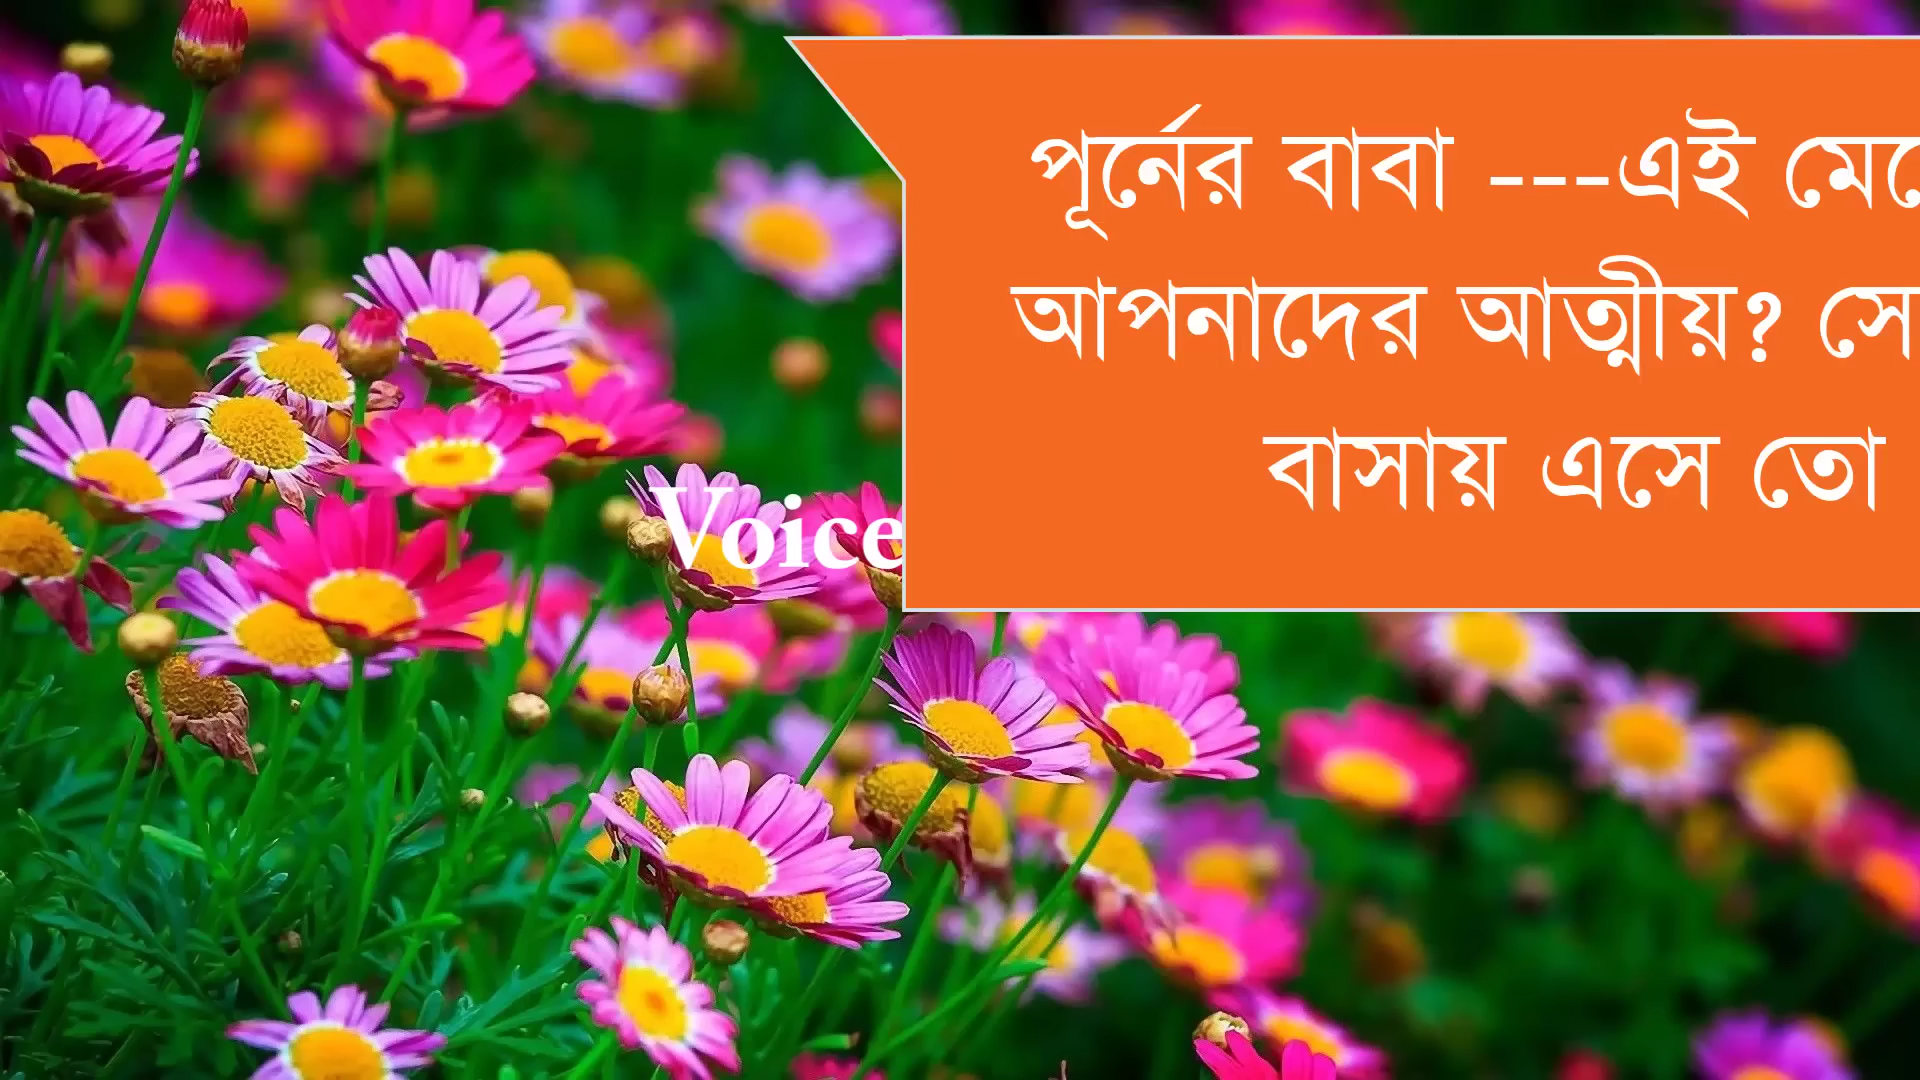 পূর্নের বাবা ---এই
আপনাদের আত্মীয়? সে
বাসায় এসে তো
Voice